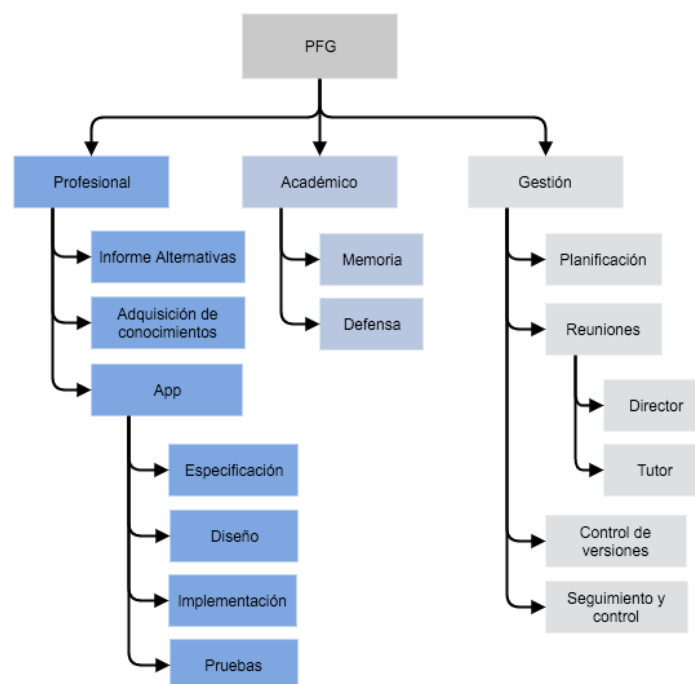 PFG
Profesional
Académico
Gestión
Informe Alternativas
Adquisición de
conocimientos
App
Especificación
Diseño
Implementación
Pruebas
Memoria
Defensa
Planificación
Reuniones
Director
Tutor
Control de
versiones
Seguimiento y
control